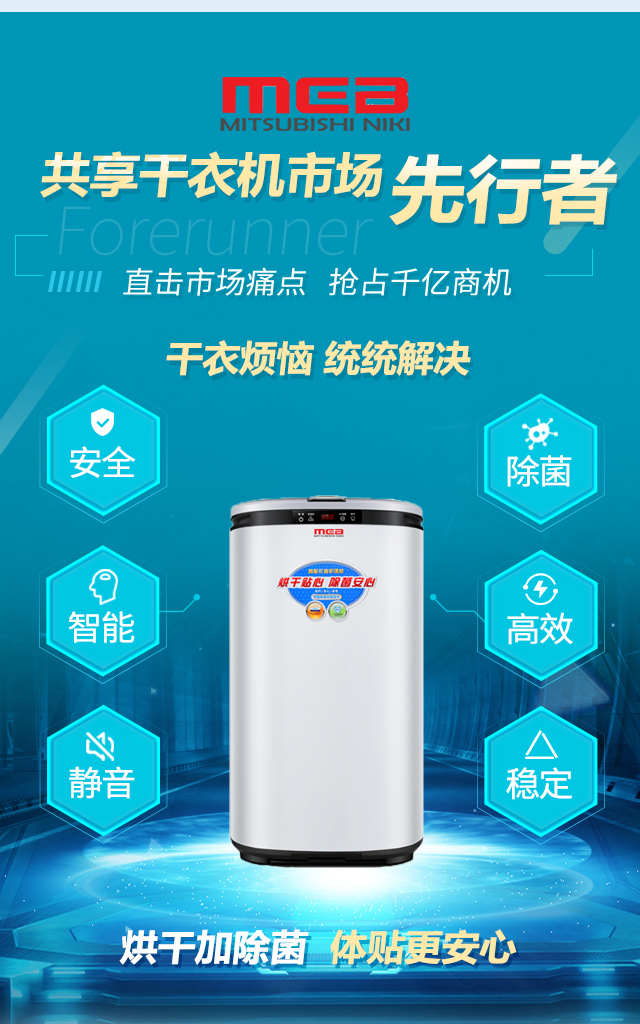 MEB
MITSUBISHI NIKI
共享干衣机市场 先行者
Forerunner
直击市场痛点 抢占千亿商机
干衣烦恼 统统解决
安全
除菌
智能
高效
静音
稳定
MEB
烘干贴心 除菌安心
烘干加除菌 体贴更安心